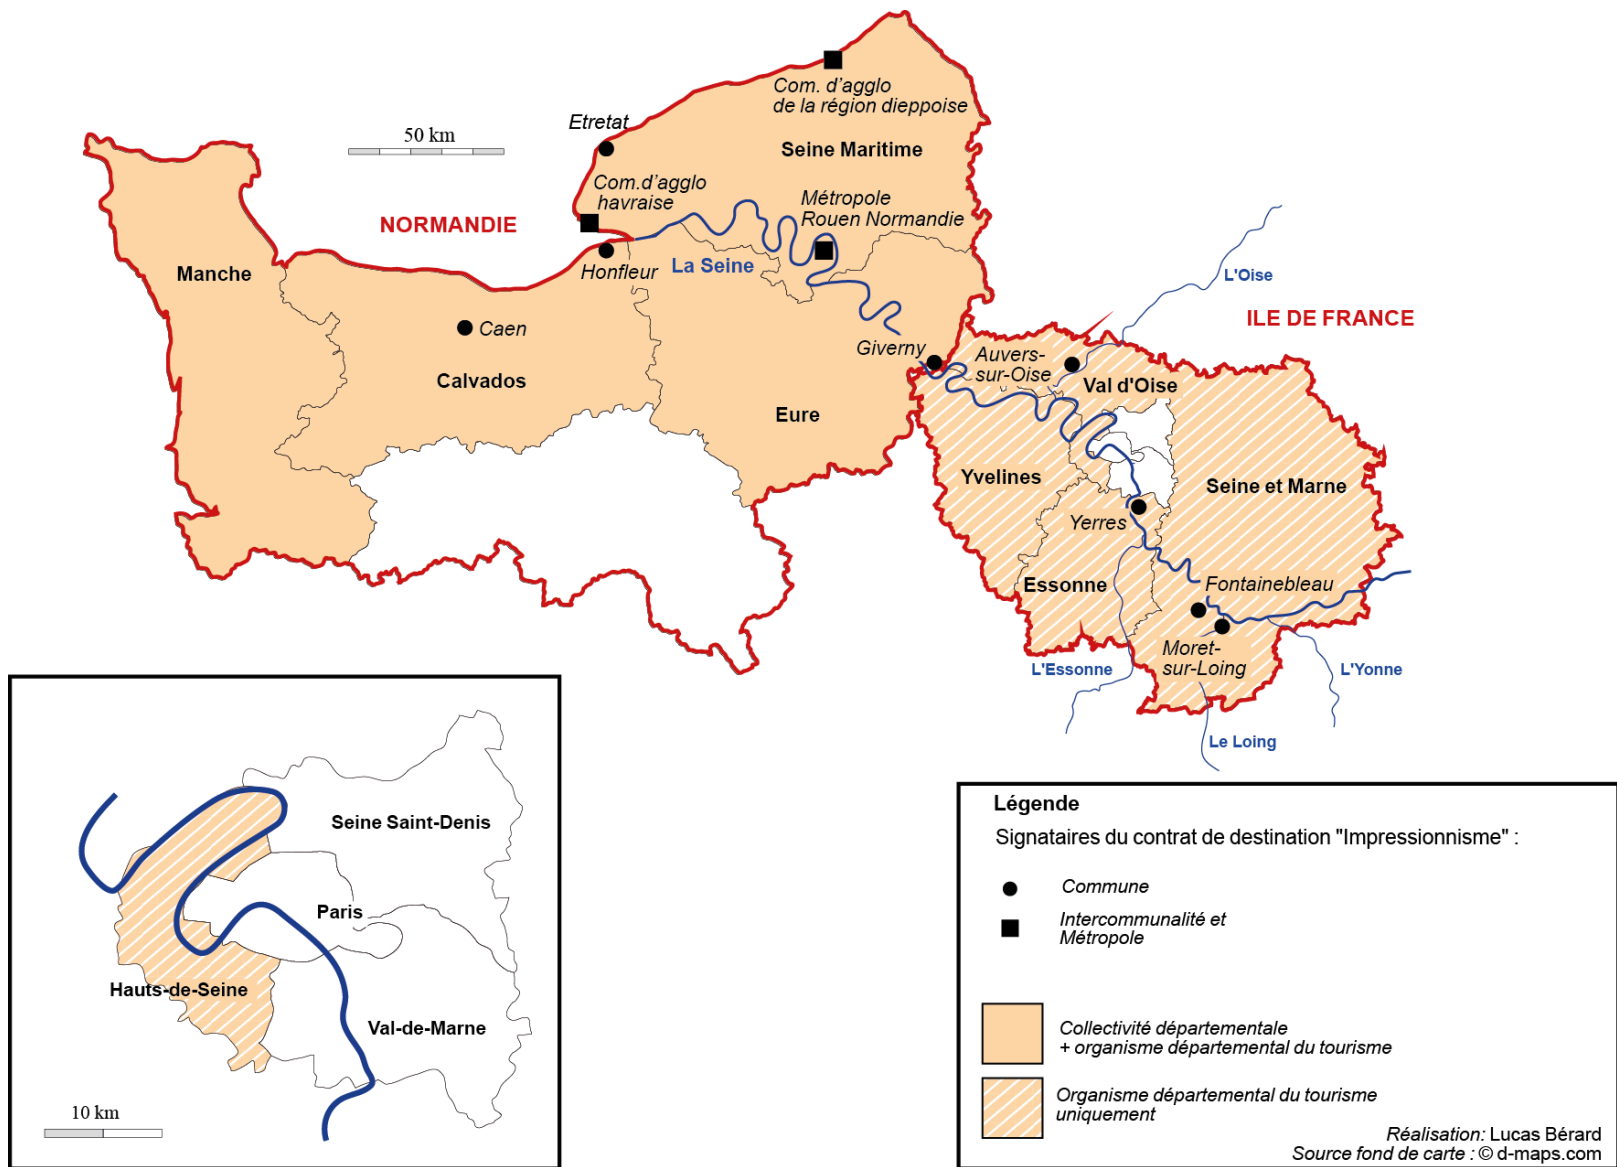 Com. d'agglo
de la région dieppoise
Etretat
50 km
Seine Maritime
Com.d'agglo
havraise
Métropole
Rouen Normandie
NORMANDIE
Manche
Honfleur
La Seine
L'Oise
ILE DE FRANCE
Caen
Giverny
Auvers-
sur-Oise
Calvados
Val d'Oise
Eure
Yvelines
Seine et Marne
Yerres
Essonne
Fontainebleau
Moret-
sur-Loing
L'Essonne
L'Yonne
Le Loing
Seine Saint-Denis
Paris
Hauts-de-Seine
Val-de-Marne
10 km
Légende
Signataires du contrat de destination "Impressionnisme" :
Commune
Intercommunalité et
Métropole
Collectivité départementale
+ organisme départemental du tourisme
Organisme départemental du tourisme
uniquement
Réalisation: Lucas Bérard
Source fond de carte : © d-maps.com